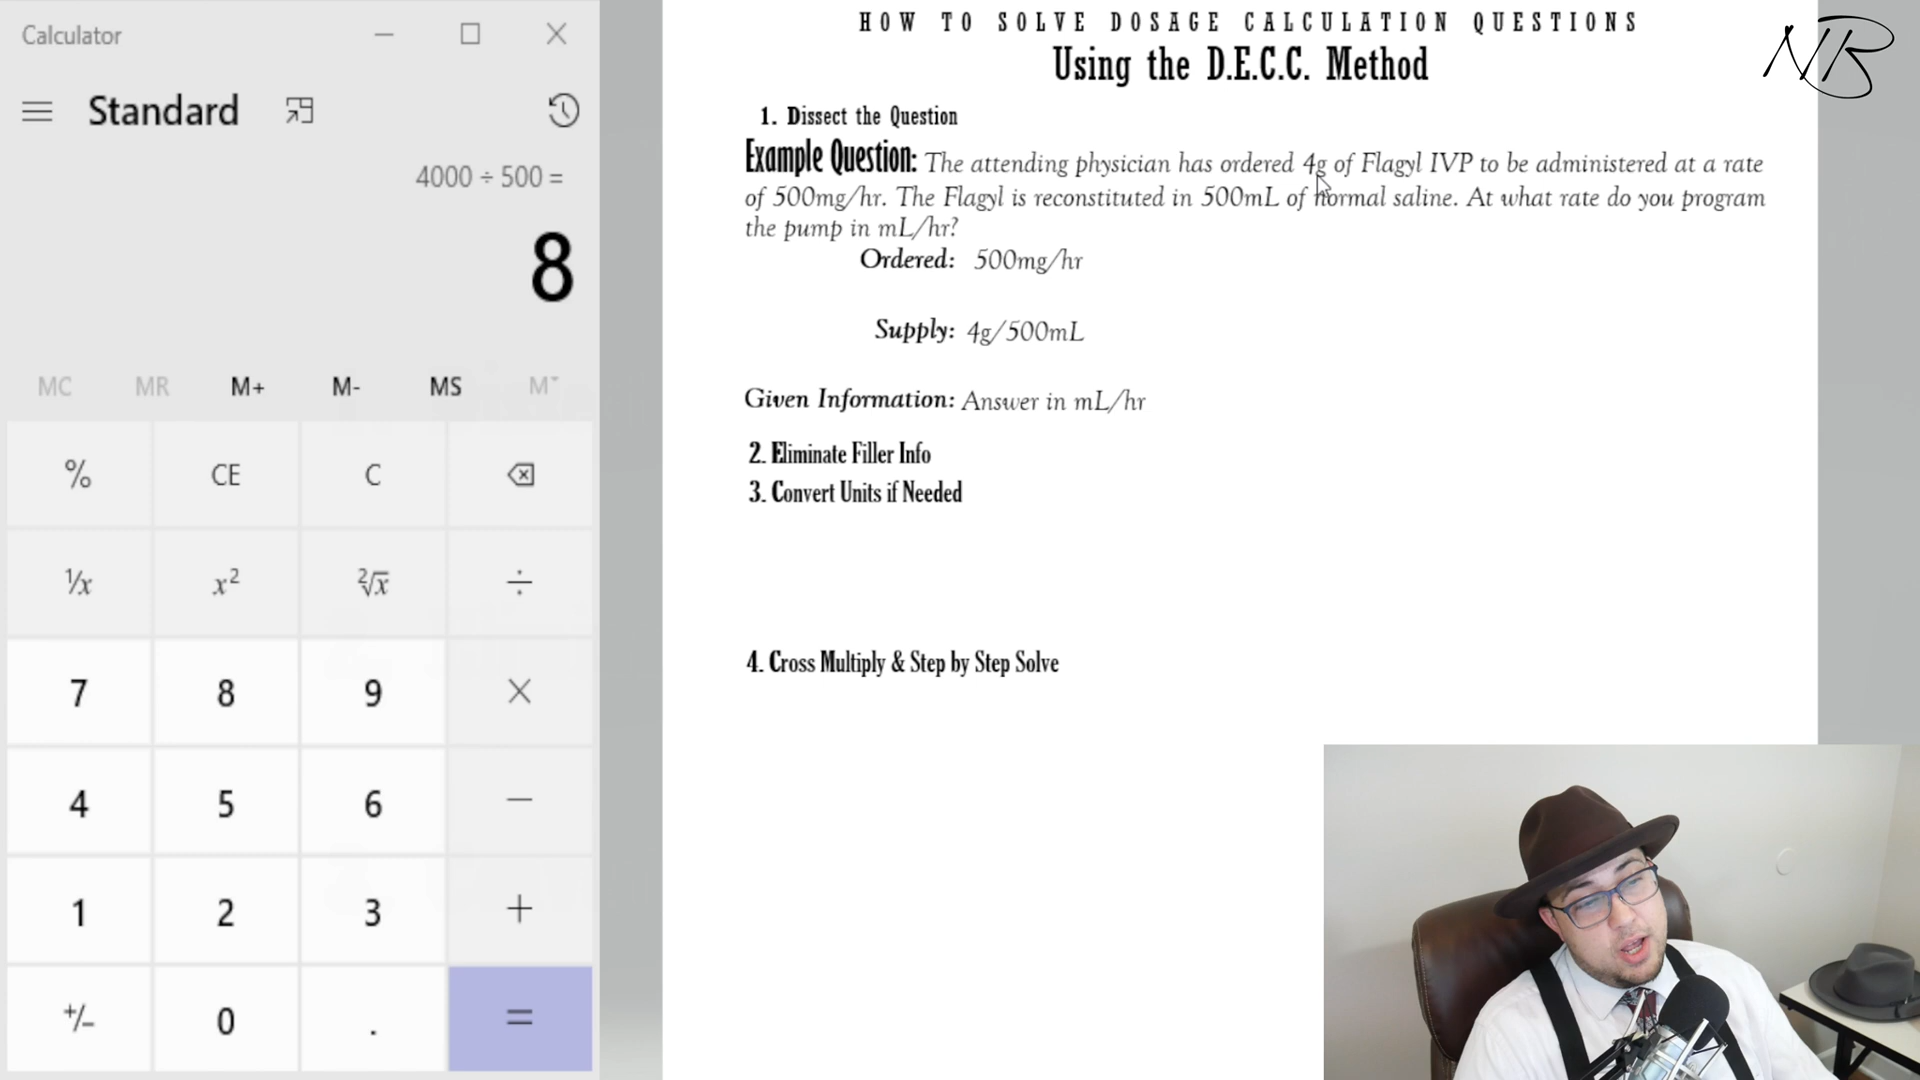 Calculator
Standard
4000 ÷ 500 =
8
MC MR M+ M- MS M˅
% CE C
¹/x x² ²√x ÷
7 8 9 ×
4 5 6 −
1 2 3 +
+/− 0 . =
HOW TO SOLVE DOSAGE CALCULATION QUESTIONS
Using the D.E.C.C. Method
NR
1. Dissect the Question
Example Question: The attending physician has ordered 4g of Flagyl IVP to be administered at a rate
of 500mg/hr. The Flagyl is reconstituted in 500mL of normal saline. At what rate do you program
the pump in mL/hr?
Ordered: 500mg/hr
Supply: 4g/500mL
Given Information: Answer in mL/hr
2. Eliminate Filler Info
3. Convert Units if Needed
4. Cross Multiply & Step by Step Solve